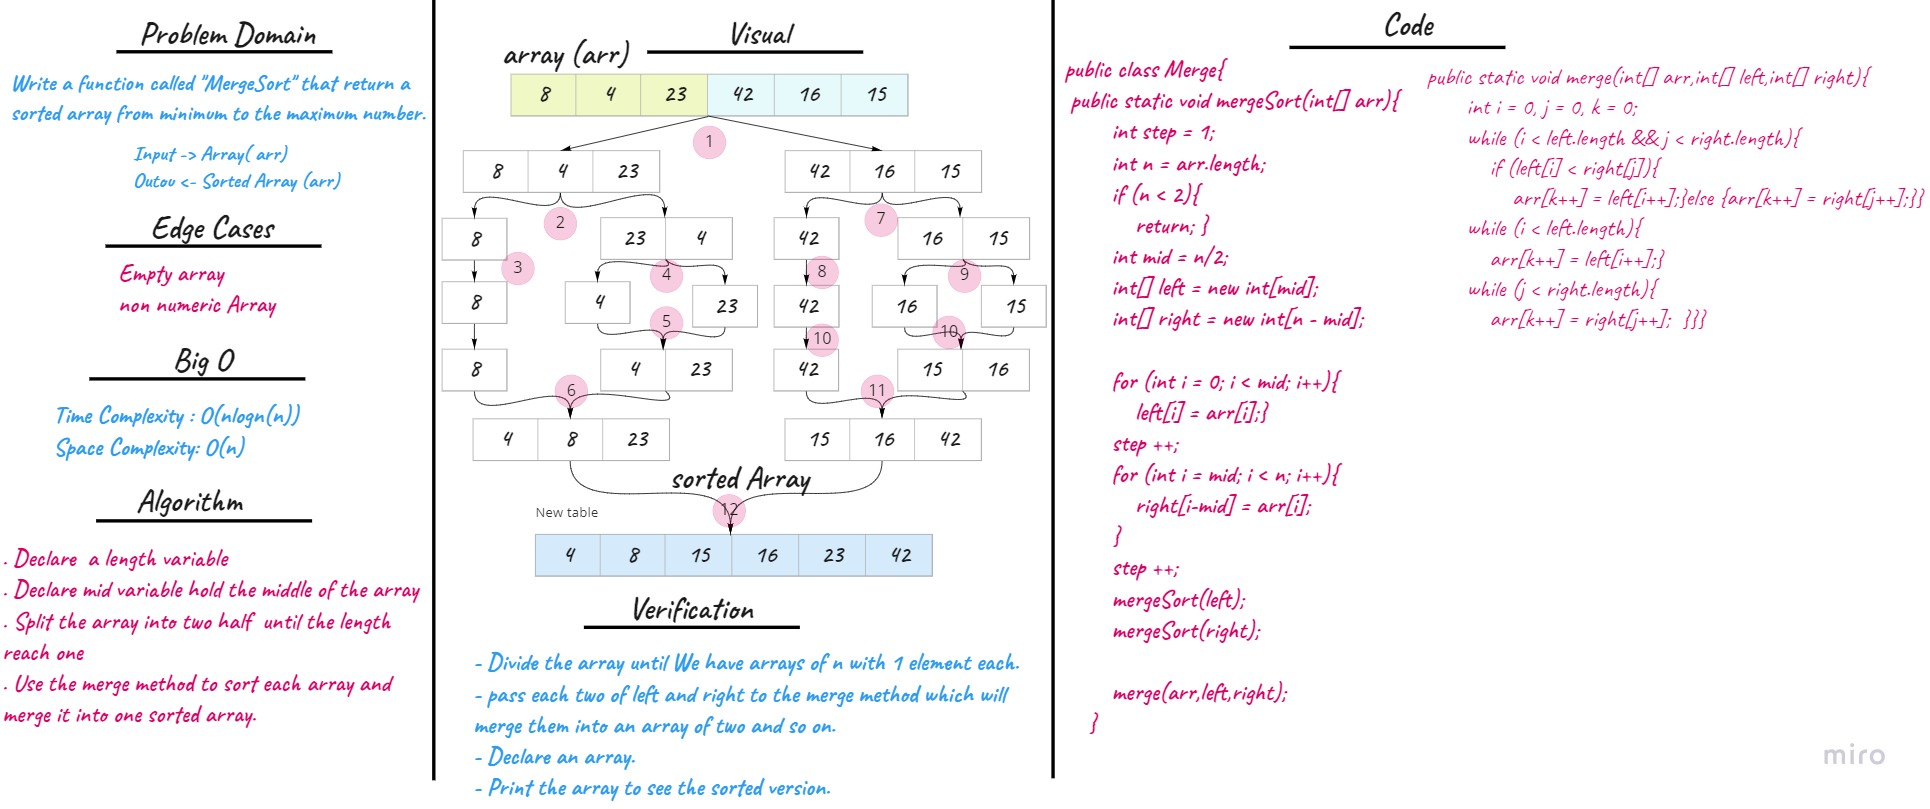 Problem Domain
Write a function called "MergeSort" that return a
sorted array from minimum to the maximum number.
Input -> Array( arr)
Outou <- Sorted Array (arr)
Edge Cases
Empty array
non numeric Array
Big O
Time Complexity : O(nlogn(n))
Space Complexity: O(n)
Algorithm
. Declare a length variable
. Declare mid variable hold the middle of the array
. Split the array into two half until the length
reach one
. Use the merge method to sort each array and
merge it into one sorted array.
Visual
array (arr)
8 4 23 42 16 15
1
8 4 23 42 16 15
2 7
8 23 4 42 16 15
3 4 8 9
8 4 23 42 16 15
5 10 10
8 4 23 42 15 16
6 11
4 8 23 15 16 42
sorted Array
New table
12
4 8 15 16 23 42
Verification
- Divide the array until We have arrays of n with 1 element each.
- pass each two of left and right to the merge method which will
merge them into an array of two and so on.
- Declare an array.
- Print the array to see the sorted version.
Code
public class Merge{
public static void mergeSort(int[] arr){
int step = 1;
int n = arr.length;
if (n < 2){
return; }
int mid = n/2;
int[] left = new int[mid];
int[] right = new int[n - mid];
for (int i = 0; i < mid; i++){
left[i] = arr[i];}
step ++;
for (int i = mid; i < n; i++){
right[i-mid] = arr[i];
}
step ++;
mergeSort(left);
mergeSort(right);
merge(arr,left,right);
}
public static void merge(int[] arr,int[] left,int[] right){
int i = 0, j = 0, k = 0;
while (i < left.length && j < right.length){
if (left[i] < right[j]){
arr[k++] = left[i++];}else {arr[k++] = right[j++];}}
while (i < left.length){
arr[k++] = left[i++];}
while (j < right.length){
arr[k++] = right[j++]; }}}
miro